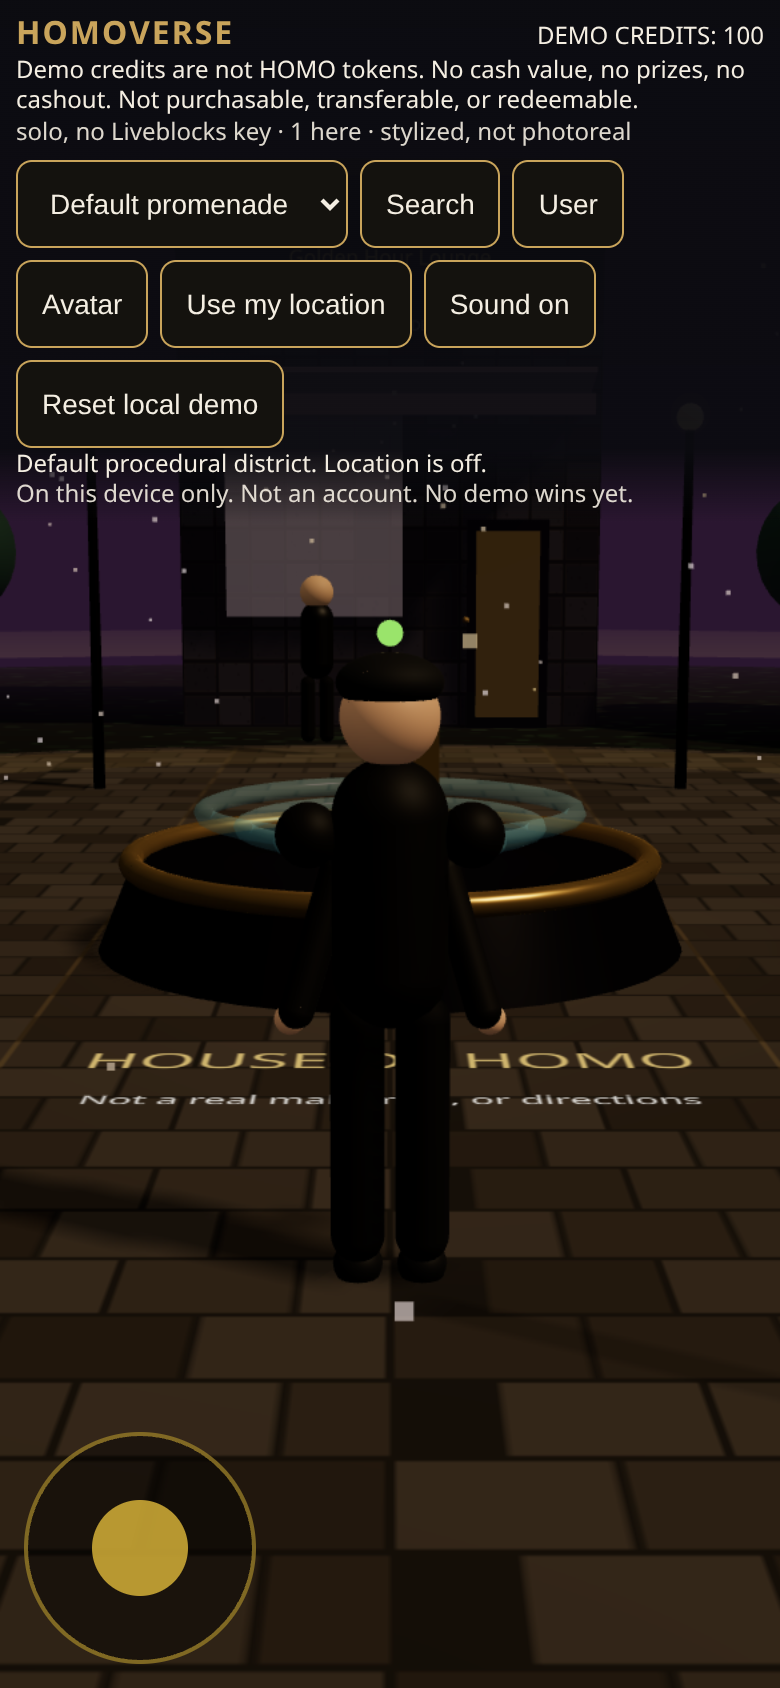 HOMOVERSE
DEMO CREDITS: 100
Demo credits are not HOMO tokens. No cash value, no prizes, no
cashout. Not purchasable, transferable, or redeemable.
solo, no Liveblocks key · 1 here · stylized, not photoreal
Default promenade
Search
User
Avatar
Use my location
Sound on
Reset local demo
Default procedural district. Location is off.
On this device only. Not an account. No demo wins yet.
HOUSE HOMO
Not a real , or directions